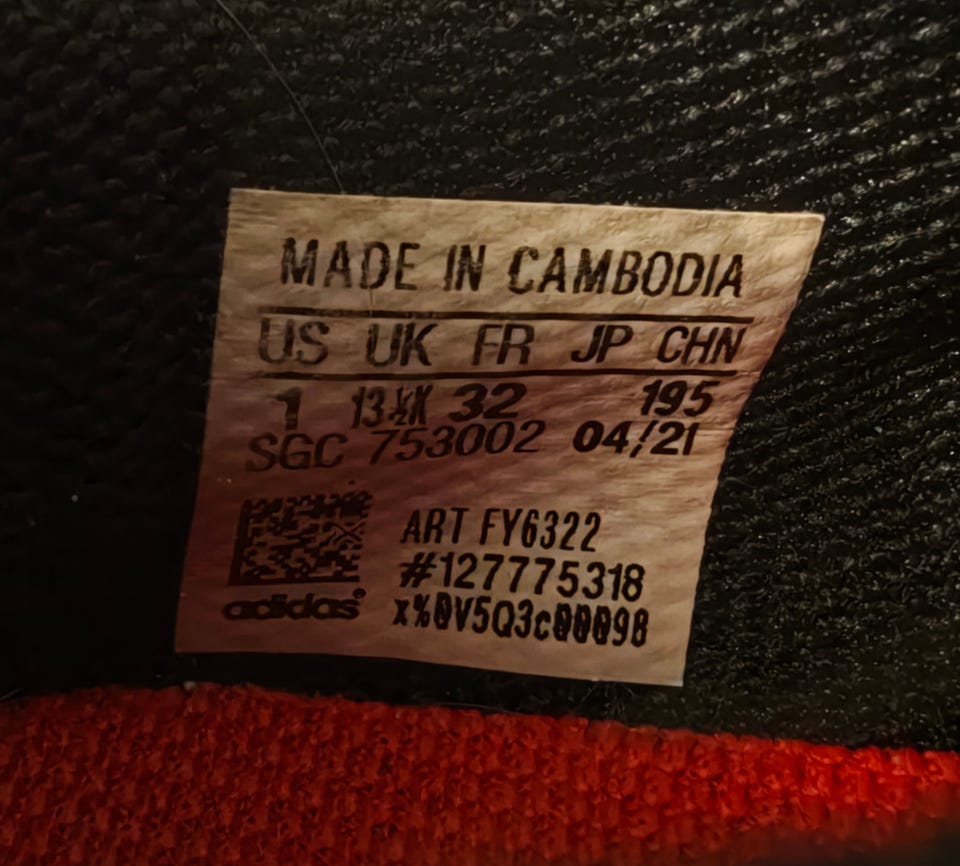 MADE IN CAMBODIA
US UK FR JP CHN
1 13½K 32 195
SGC 753002 04/21
ART FY6322
#127775318
adidas® x%0V5Q3c00098